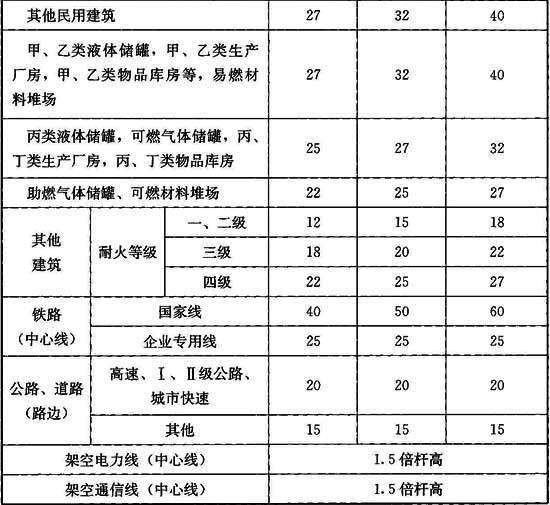 其他民用建筑 27 32 40
甲、乙类液体储罐，甲、乙类生产
厂房，甲、乙类物品库房等，易燃材
料堆场
27 32 40
丙类液体储罐，可燃气体储罐，丙、
丁类生产厂房，丙、丁类物品库房
25 27 32
助燃气体储罐、可燃材料堆场 22 25 27
其他
建筑
耐火等级
一、二级 12 15 18
三级 18 20 22
四级 22 25 27
铁路
（中心线）
国家线 40 50 60
企业专用线 25 25 25
公路、道路
（路边）
高速、Ⅰ、Ⅱ级公路、
城市快速
20 20 20
其他 15 15 15
架空电力线（中心线） 1.5倍杆高
架空通信线（中心线） 1.5倍杆高